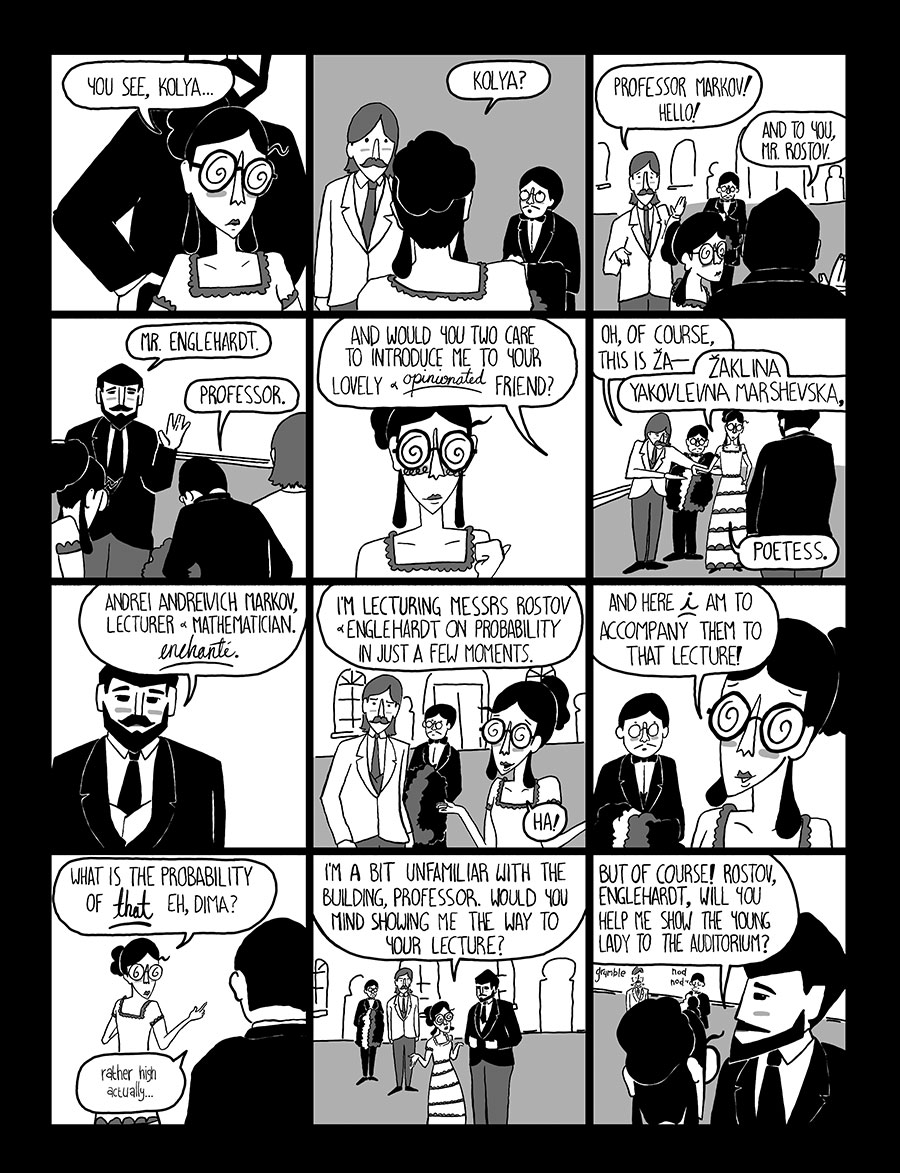 YOU SEE, KOLYA...
KOLYA?
PROFESSOR MARKOV!
HELLO!
AND TO YOU,
MR. ROSTOV.
MR. ENGLEHARDT.
PROFESSOR.
AND WOULD YOU TWO CARE
TO INTRODUCE ME TO YOUR
LOVELY & opinionated FRIEND?
OH, OF COURSE,
THIS IS ŽA—
ŽAKLINA
YAKOVLEVNA MARSHEVSKA,
POETESS.
ANDREI ANDREIVICH MARKOV,
LECTURER & MATHEMATICIAN.
enchanté.
I'M LECTURING MESSRS ROSTOV
& ENGLEHARDT ON PROBABILITY
IN JUST A FEW MOMENTS.
HA!
AND HERE i AM TO
ACCOMPANY THEM TO
THAT LECTURE!
WHAT IS THE PROBABILITY
OF that EH, DIMA?
rather high
actually...
I'M A BIT UNFAMILIAR WITH THE
BUILDING, PROFESSOR. WOULD YOU
MIND SHOWING ME THE WAY TO
YOUR LECTURE?
BUT OF COURSE! ROSTOV,
ENGLEHARDT, WILL YOU
HELP ME SHOW THE YOUNG
LADY TO THE AUDITORIUM?
grumble
nod
nod